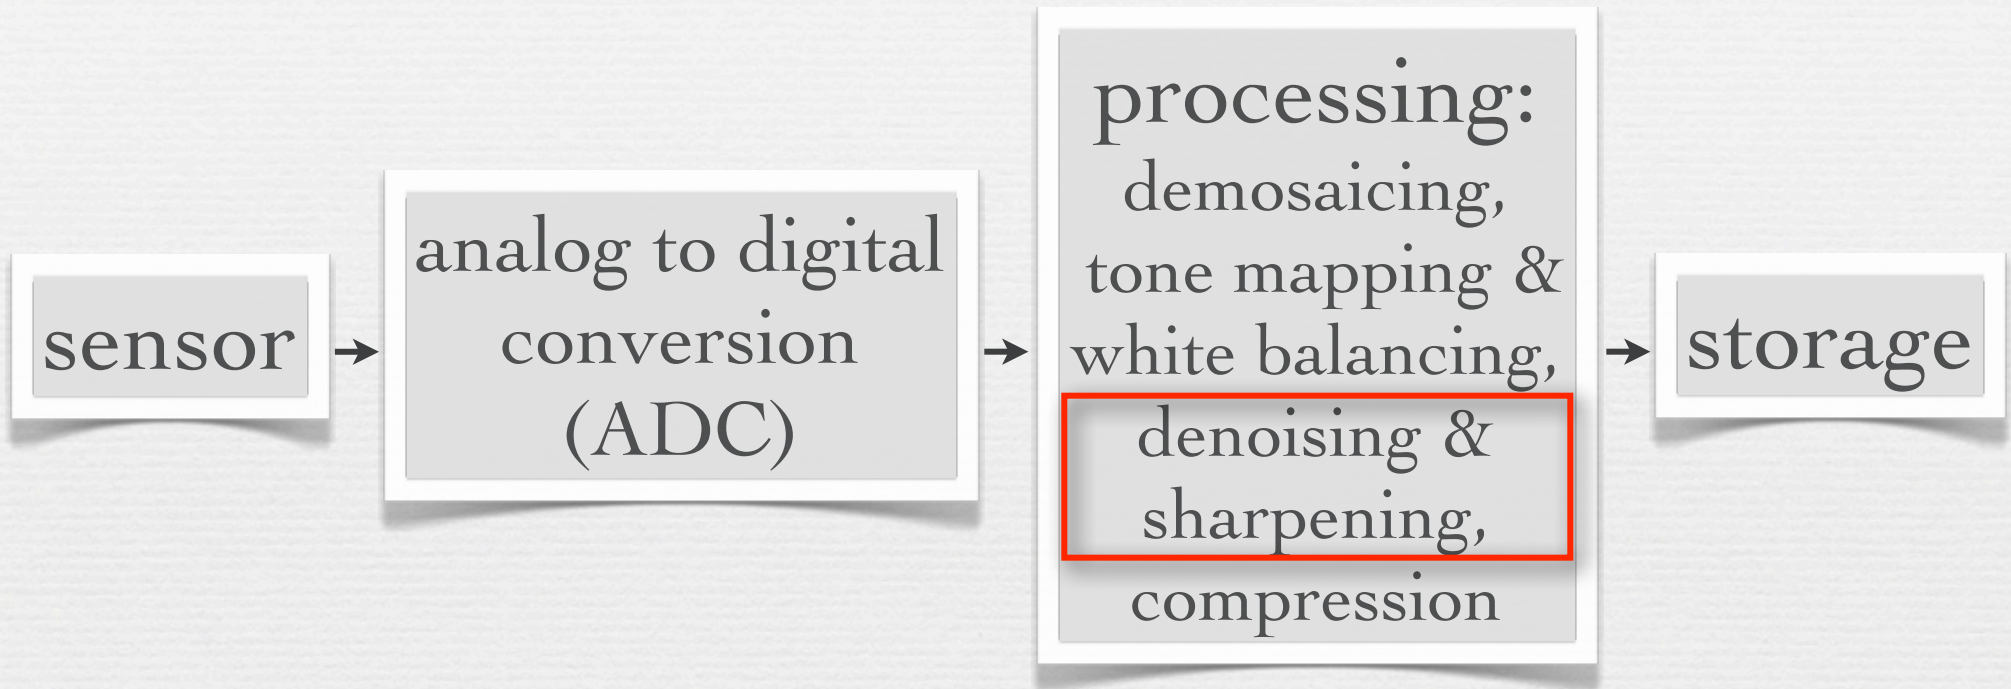 sensor
analog to digital
conversion
(ADC)
processing:
demosaicing,
tone mapping &
white balancing,
denoising &
sharpening,
compression
storage